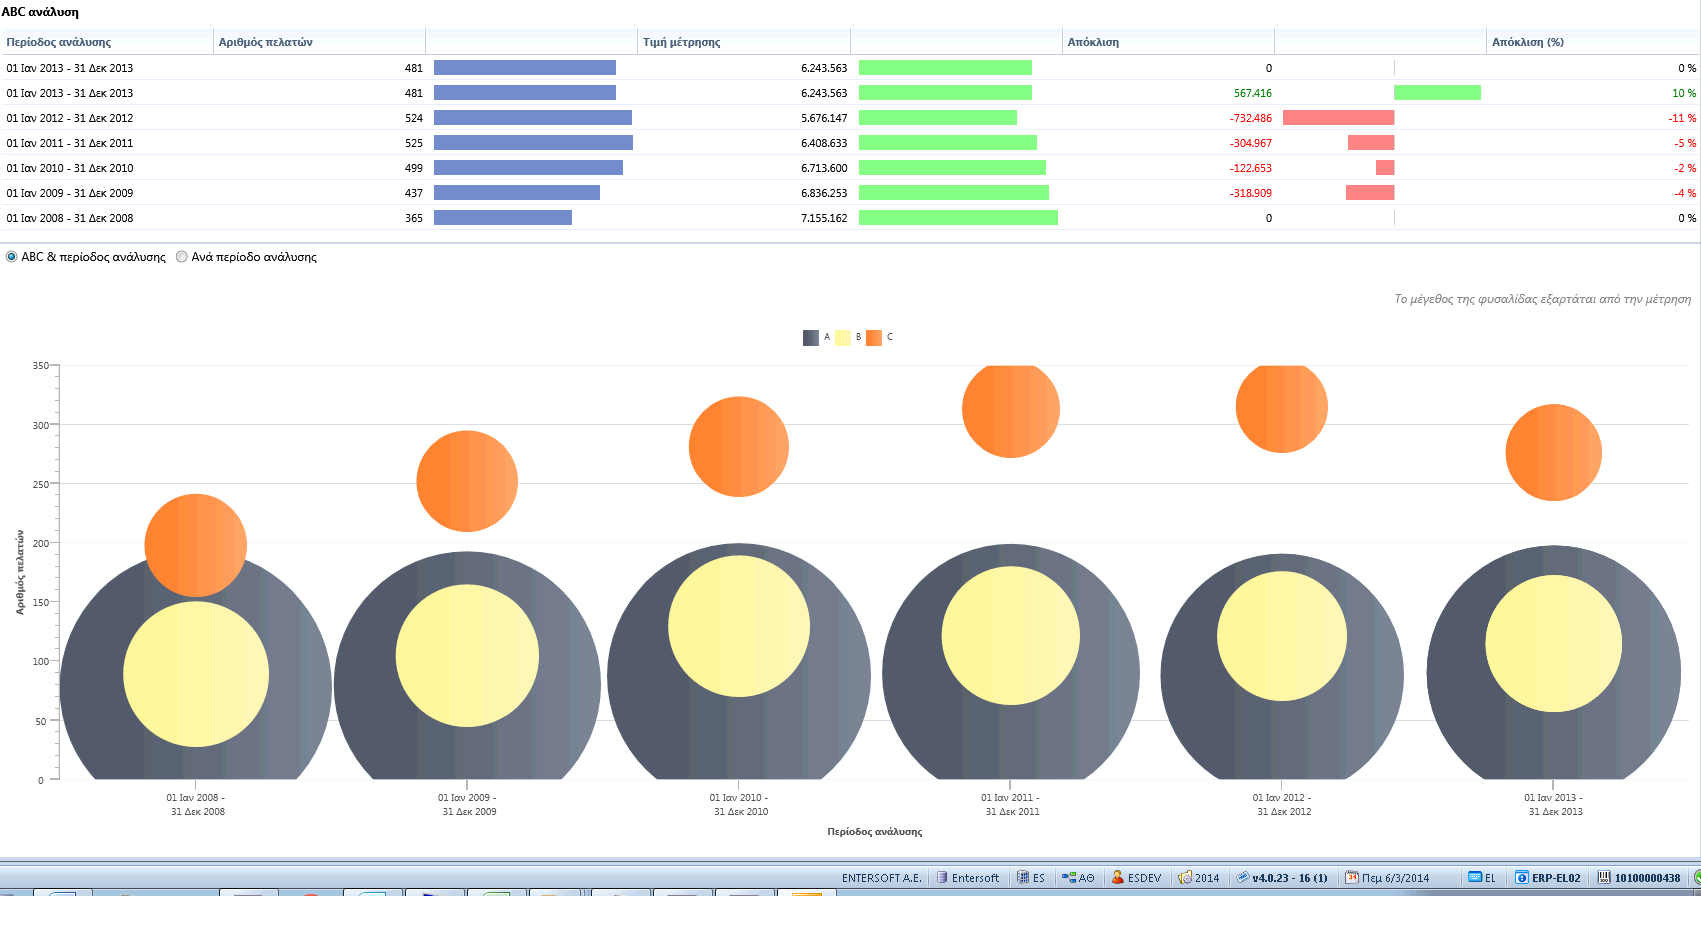 ABC ανάλυση
Περίοδος ανάλυσης Αριθμός πελατών Τιμή μέτρησης Απόκλιση Απόκλιση (%)
01 Ιαν 2013 - 31 Δεκ 2013 481 6.243.563 0 0 %
01 Ιαν 2013 - 31 Δεκ 2013 481 6.243.563 567.416 10 %
01 Ιαν 2012 - 31 Δεκ 2012 524 5.676.147 -732.486 -11 %
01 Ιαν 2011 - 31 Δεκ 2011 525 6.408.633 -304.967 -5 %
01 Ιαν 2010 - 31 Δεκ 2010 499 6.713.600 -122.653 -2 %
01 Ιαν 2009 - 31 Δεκ 2009 437 6.836.253 -318.909 -4 %
01 Ιαν 2008 - 31 Δεκ 2008 365 7.155.162 0 0 %
ABC & περίοδος ανάλυσης Ανά περίοδο ανάλυσης
Το μέγεθος της φυσαλίδας εξαρτάται από την μέτρηση
A B C
350
300
250
200
150
100
50
0
Αριθμός πελατών
01 Ιαν 2008 - 01 Ιαν 2009 - 01 Ιαν 2010 - 01 Ιαν 2011 - 01 Ιαν 2012 - 01 Ιαν 2013 -
31 Δεκ 2008 31 Δεκ 2009 31 Δεκ 2010 31 Δεκ 2011 31 Δεκ 2012 31 Δεκ 2013
Περίοδος ανάλυσης
ENTERSOFT A.E. Entersoft ES ΑΘ ESDEV 2014 v4.0.23 - 16 (1) Πεμ 6/3/2014 EL ERP-EL02 10100000438